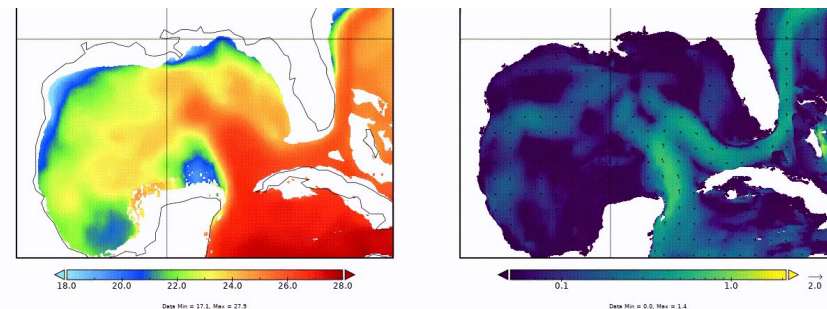 18.0 20.0 22.0 24.0 26.0 28.0
Data Min = 17.1, Max = 27.9
0.1 1.0 2.0
Data Min = 0.0, Max = 1.4